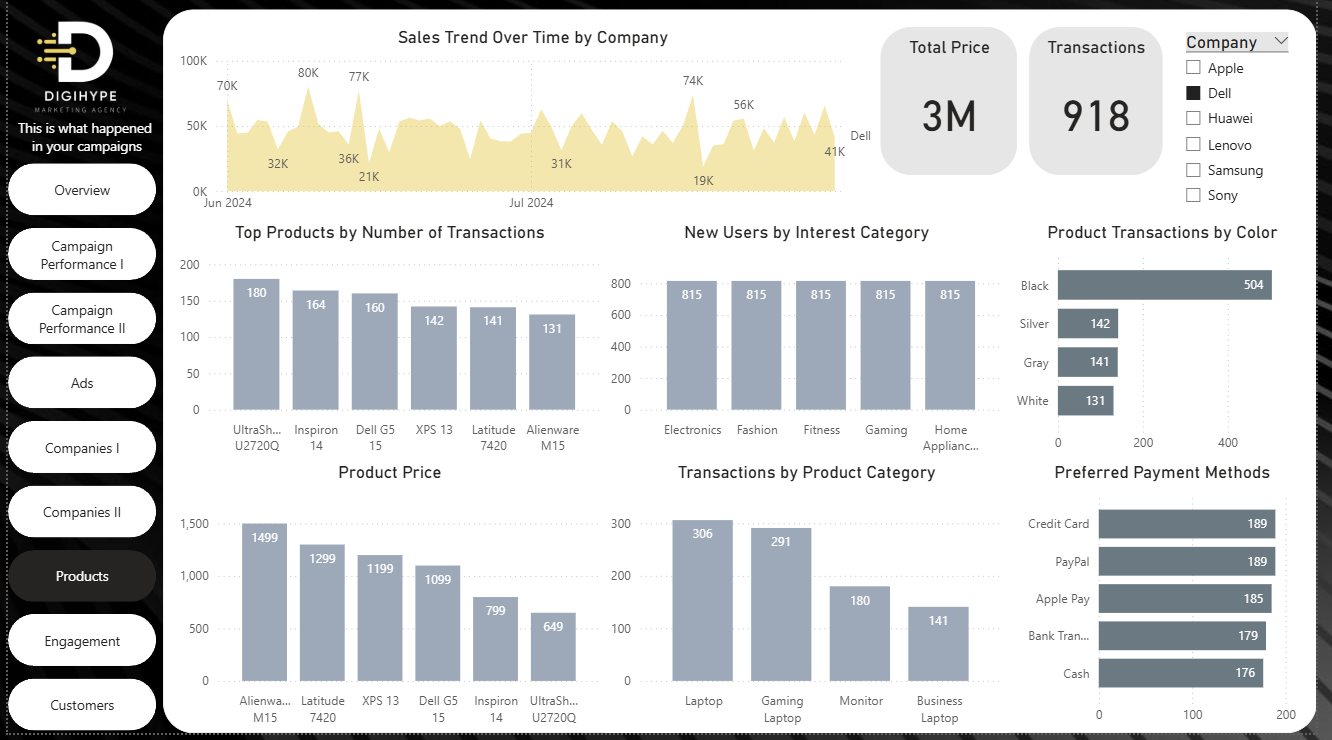 DIGIHYPE
MARKETING AGENCY
This is what happened
in your campaigns
Overview
Campaign
Performance I
Campaign
Performance II
Ads
Companies I
Companies II
Products
Engagement
Customers
Sales Trend Over Time by Company
100K
50K
0K
70K
80K
77K
32K
36K
21K
31K
74K
56K
19K
41K
Dell
Jun 2024
Jul 2024
Total Price
3M
Transactions
918
Company
Apple
Dell
Huawei
Lenovo
Samsung
Sony
Top Products by Number of Transactions
200
150
100
50
0
180
164
160
142
141
131
UltraSh...
U2720Q
Inspiron
14
Dell G5
15
XPS 13
Latitude
7420
Alienware
M15
New Users by Interest Category
800
600
400
200
0
815
815
815
815
815
Electronics
Fashion
Fitness
Gaming
Home
Applianc...
Product Transactions by Color
Black
504
Silver
142
Gray
141
White
131
0
200
400
Product Price
1,500
1,000
500
0
1499
1299
1199
1099
799
649
Alienwa...
M15
Latitude
7420
XPS 13
Dell G5
15
Inspiron
14
UltraSh...
U2720Q
Transactions by Product Category
300
200
100
0
306
291
180
141
Laptop
Gaming
Laptop
Monitor
Business
Laptop
Preferred Payment Methods
Credit Card
189
PayPal
189
Apple Pay
185
Bank Tran...
179
Cash
176
0
100
200